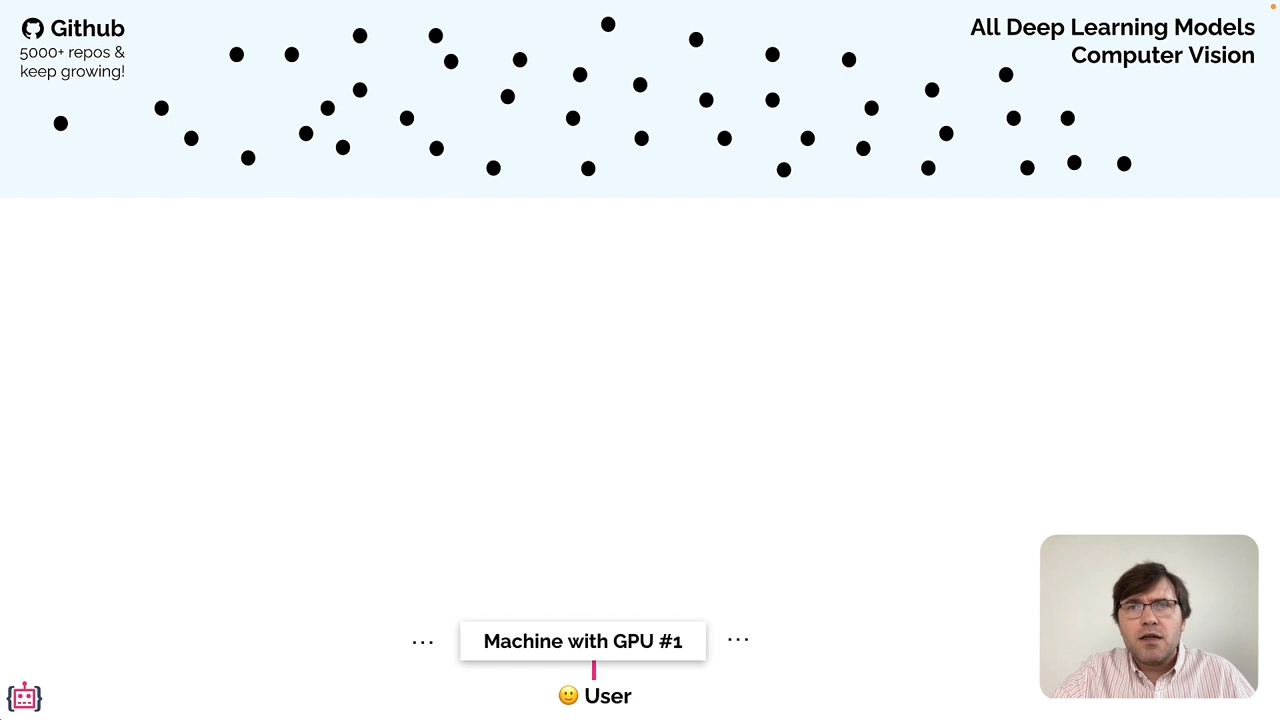 Github
5000+ repos &
keep growing!
All Deep Learning Models
Computer Vision
... Machine with GPU #1 ...
🙂 User